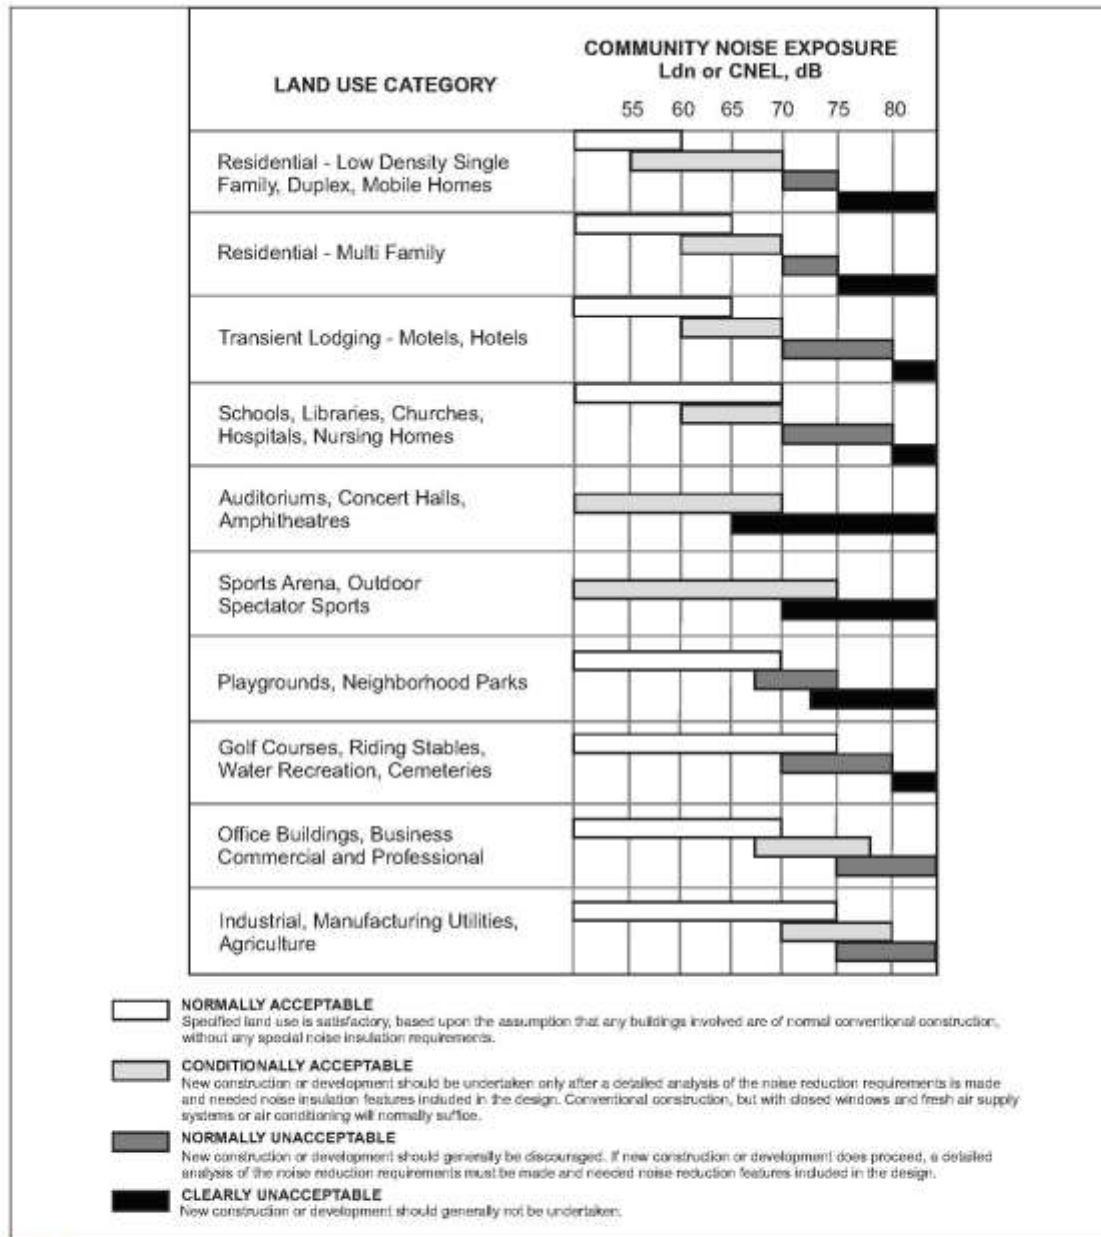 COMMUNITY NOISE EXPOSURE
Ldn or CNEL, dB
LAND USE CATEGORY
55 60 65 70 75 80
Residential - Low Density Single
Family, Duplex, Mobile Homes
Residential - Multi Family
Transient Lodging - Motels, Hotels
Schools, Libraries, Churches,
Hospitals, Nursing Homes
Auditoriums, Concert Halls,
Amphitheatres
Sports Arena, Outdoor
Spectator Sports
Playgrounds, Neighborhood Parks
Golf Courses, Riding Stables,
Water Recreation, Cemeteries
Office Buildings, Business
Commercial and Professional
Industrial, Manufacturing Utilities,
Agriculture
NORMALLY ACCEPTABLE
Specified land use is satisfactory, based upon the assumption that any buildings involved are of normal conventional construction,
without any special noise insulation requirements.
CONDITIONALLY ACCEPTABLE
New construction or development should be undertaken only after a detailed analysis of the noise reduction requirements is made
and needed noise insulation features included in the design. Conventional construction, but with closed windows and fresh air supply
systems or air conditioning will normally suffice.
NORMALLY UNACCEPTABLE
New construction or development should generally be discouraged. If new construction or development does proceed, a detailed
analysis of the noise reduction requirements must be made and needed noise reduction features included in the design.
CLEARLY UNACCEPTABLE
New construction or development should generally not be undertaken.